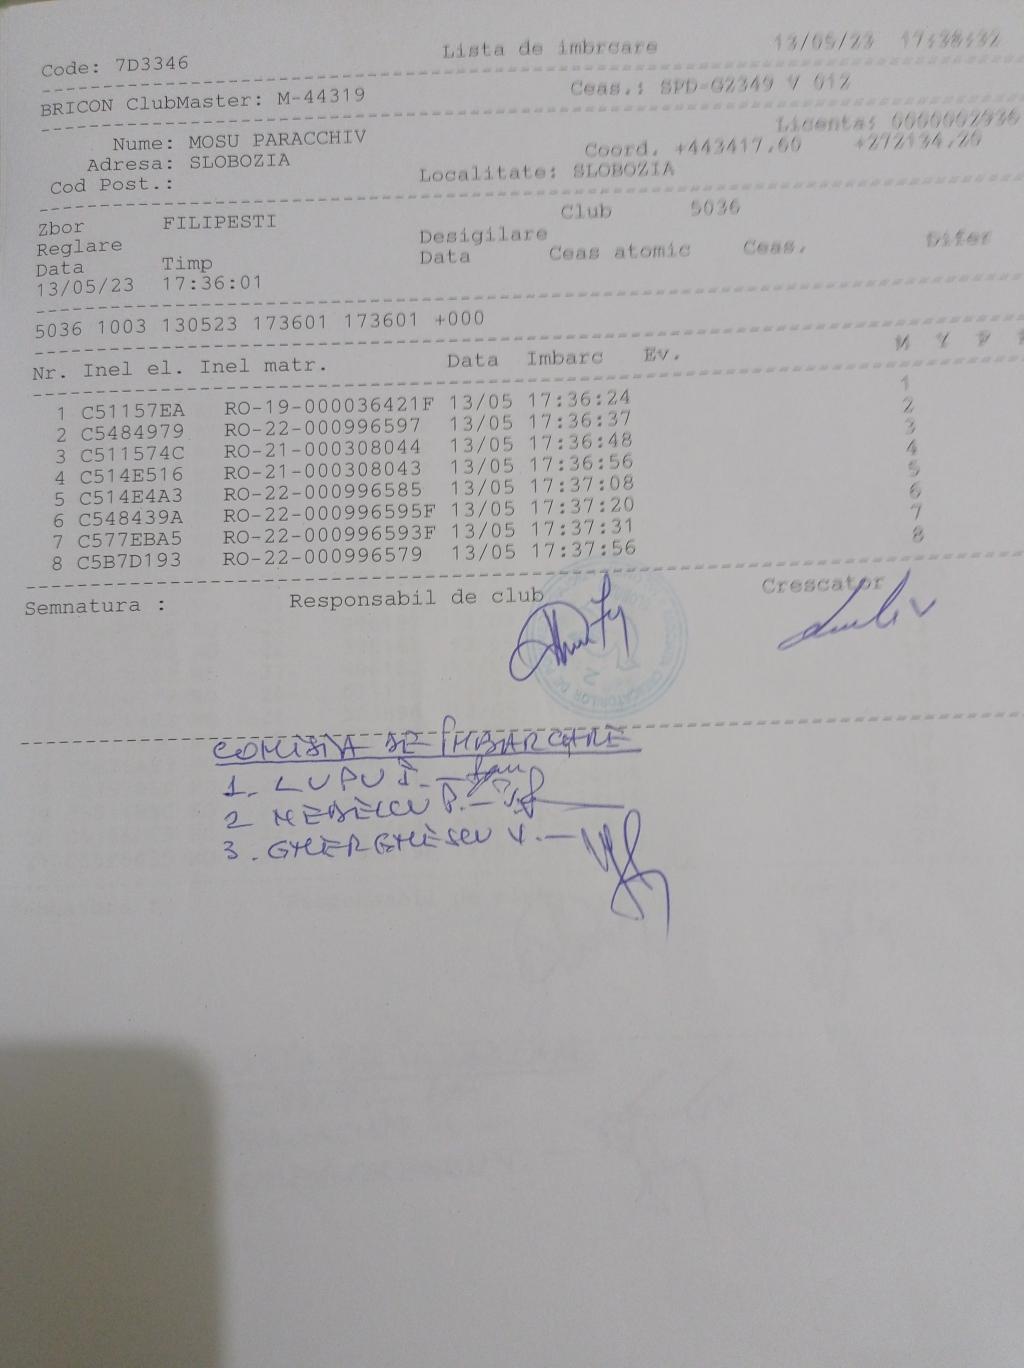 Code: 7D3346 Lista de imbrcare 13/05/23 17:38:32
BRICON ClubMaster: M-44319 Ceas.: SPD-G2349 V 012
Nume: MOSU PARACCHIV Licenta: 0000002936
Adresa: SLOBOZIA Coord. +443417,60 +272134,20
Cod Post.: Localitate: SLOBOZIA
Zbor FILIPESTI Club 5036
Reglare Desigilare
Data Timp Data Ceas atomic Ceas. Difer
13/05/23 17:36:01
5036 1003 130523 173601 173601 +000
Nr. Inel el. Inel matr. Data Imbarc Ev. M Y P
1 C51157EA RO-19-000036421F 13/05 17:36:24 1
2 C5484979 RO-22-000996597 13/05 17:36:37 2
3 C511574C RO-21-000308044 13/05 17:36:48 3
4 C514E516 RO-21-000308043 13/05 17:36:56 4
5 C514E4A3 RO-22-000996585 13/05 17:37:08 5
6 C548439A RO-22-000996595F 13/05 17:37:20 6
7 C577EBA5 RO-22-000996593F 13/05 17:37:31 7
8 C5B7D193 RO-22-000996579 13/05 17:37:56 8
Semnatura : Responsabil de club Crescator
COMISIA DE ÎMBARCARE
1. LUPU I. —
2 NEDELCU P. —
3. GHERGHESCU V. —